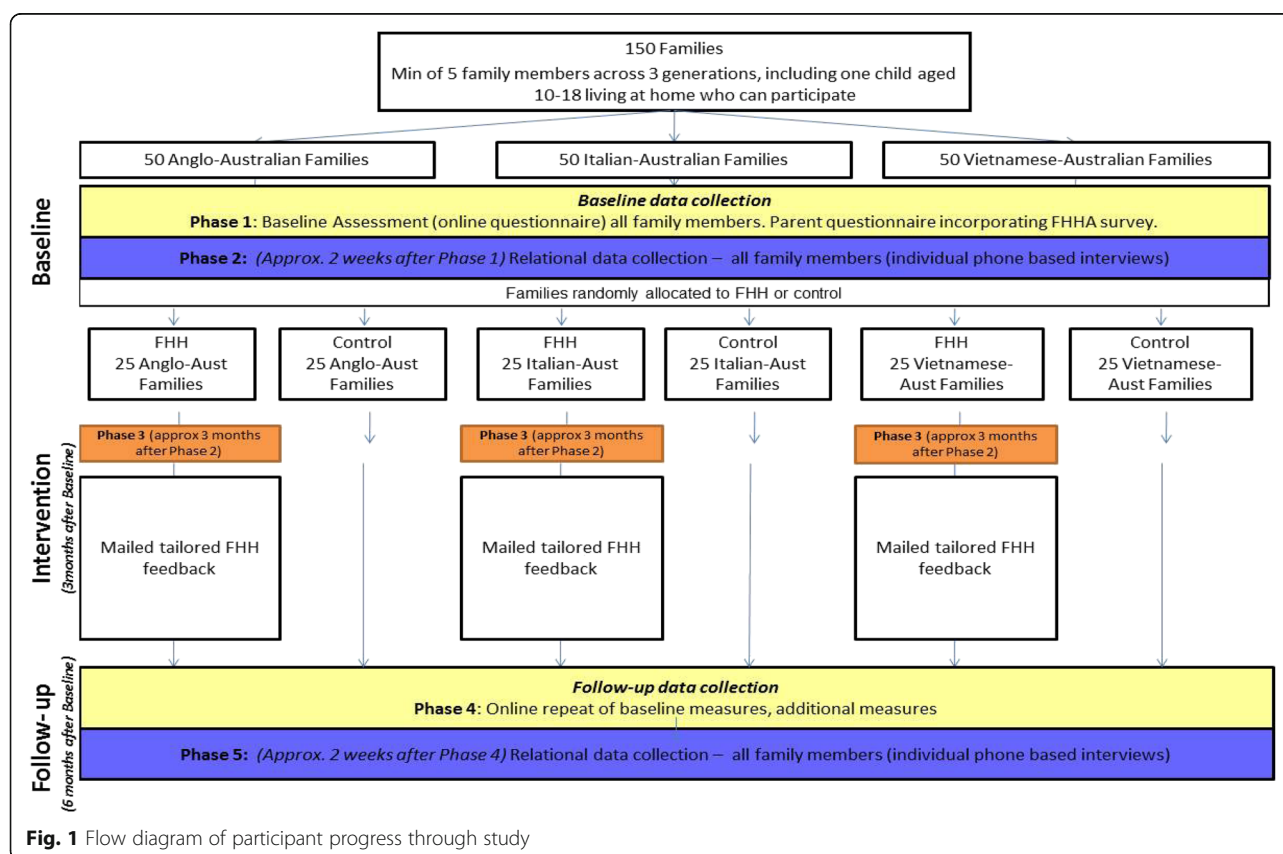 150 Families
Min of 5 family members across 3 generations, including one child aged
10-18 living at home who can participate
50 Anglo-Australian Families
50 Italian-Australian Families
50 Vietnamese-Australian Families
Baseline
Baseline data collection
Phase 1: Baseline Assessment (online questionnaire) all family members. Parent questionnaire incorporating FHHA survey.
Phase 2: (Approx. 2 weeks after Phase 1) Relational data collection – all family members (individual phone based interviews)
Families randomly allocated to FHH or control
FHH
25 Anglo-Aust
Families
Control
25 Anglo-Aust
Families
FHH
25 Italian-Aust
Families
Control
25 Italian-Aust
Families
FHH
25 Vietnamese-
Aust Families
Control
25 Vietnamese-
Aust Families
Intervention
(3months after Baseline)
Phase 3 (approx 3 months
after Phase 2)
Phase 3 (approx 3 months
after Phase 2)
Phase 3 (approx 3 months
after Phase 2)
Mailed tailored FHH
feedback
Mailed tailored FHH
feedback
Mailed tailored FHH
feedback
Follow-up
(6 months after Baseline)
Follow-up data collection
Phase 4: Online repeat of baseline measures, additional measures
Phase 5: (Approx. 2 weeks after Phase 4) Relational data collection – all family members (individual phone based interviews)
Fig. 1 Flow diagram of participant progress through study